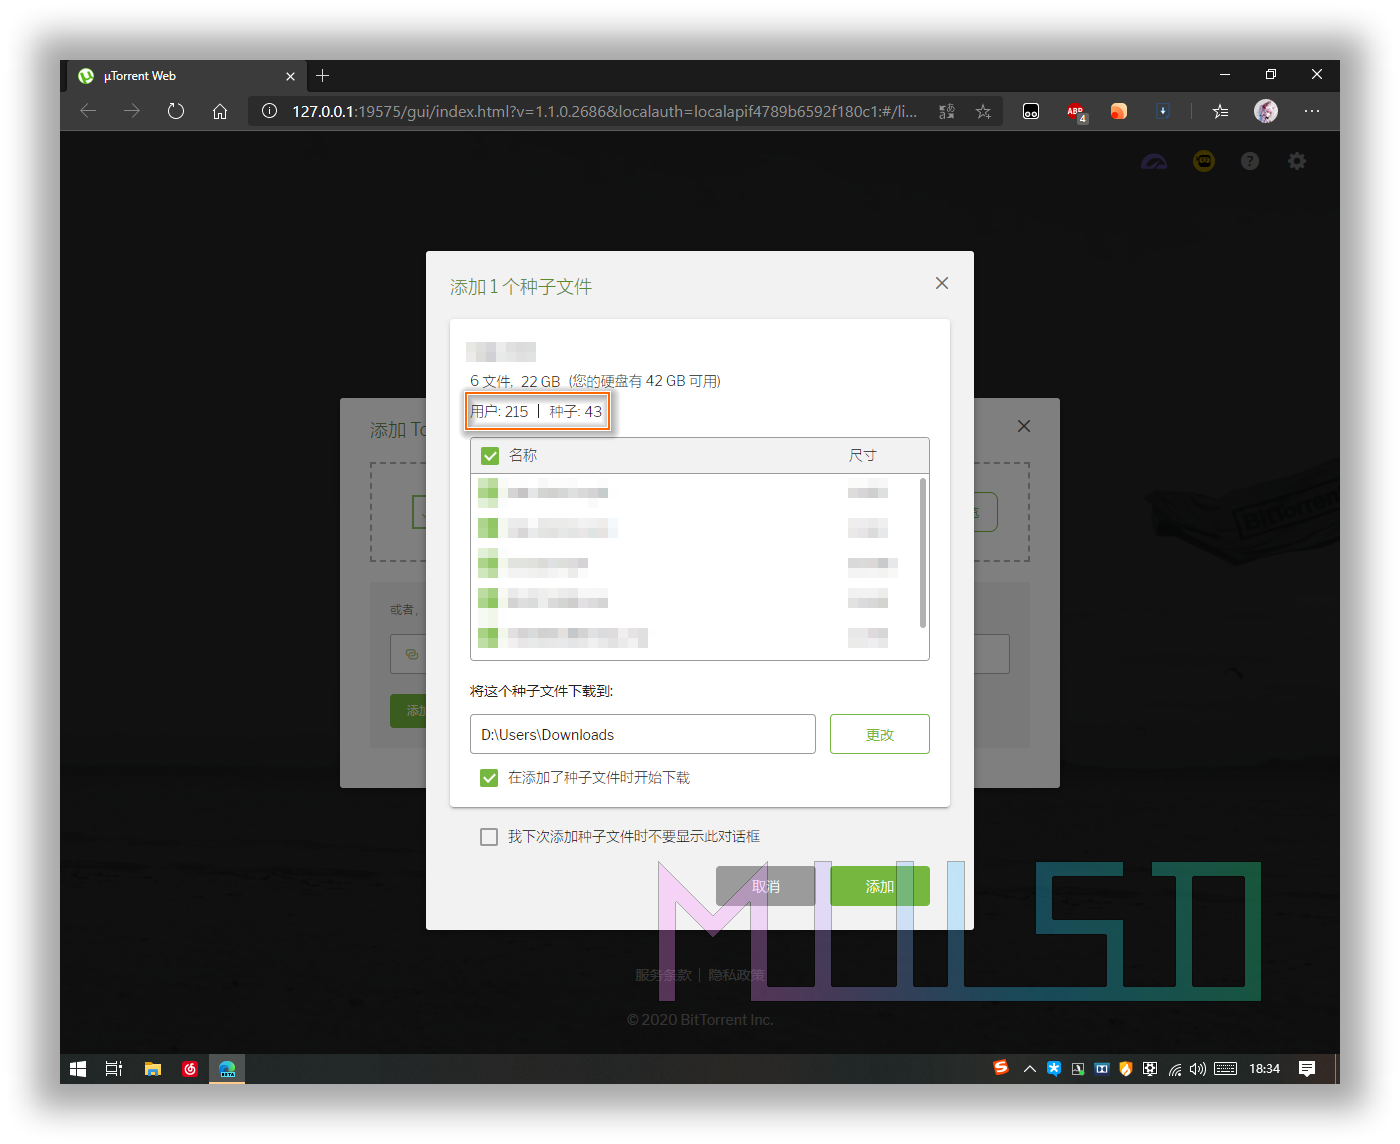 µTorrent Web
127.0.0.1:19575/gui/index.html?v=1.1.0.2686&localauth=localapif4789b6592f180c1:#/li...
ABP
4
添加 1 个种子文件
6 文件, 22 GB (您的硬盘有 42 GB 可用)
用户: 215 | 种子: 43
添加 To
名称
尺寸
BitTorrent
或者,
将这个种子文件下载到:
添加
D:\Users\Downloads
更改
在添加了种子文件时开始下载
我下次添加种子文件时不要显示此对话框
取消
添加
服务条款 | 隐私政策
© 2020 BitTorrent Inc.
18:34